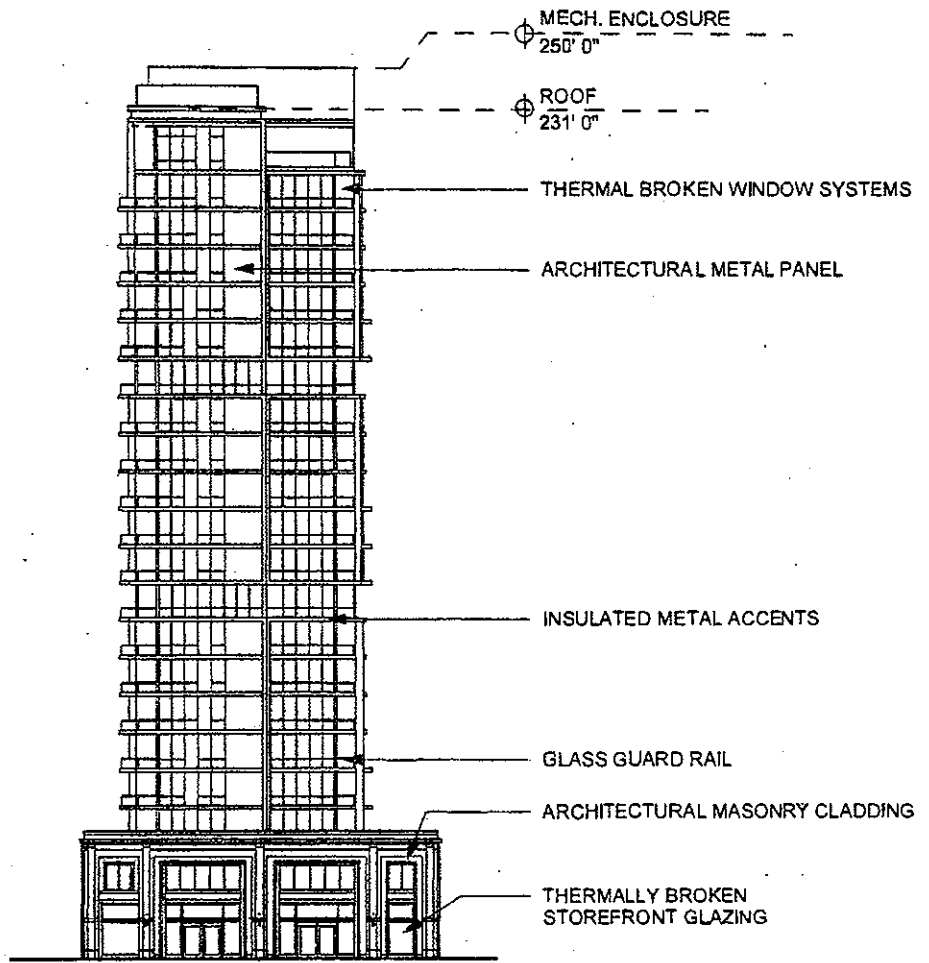 MECH. ENCLOSURE
250' 0"
ROOF
231' 0"
THERMAL BROKEN WINDOW SYSTEMS
ARCHITECTURAL METAL PANEL
INSULATED METAL ACCENTS
GLASS GUARD RAIL
ARCHITECTURAL MASONRY CLADDING
THERMALLY BROKEN
STOREFRONT GLAZING